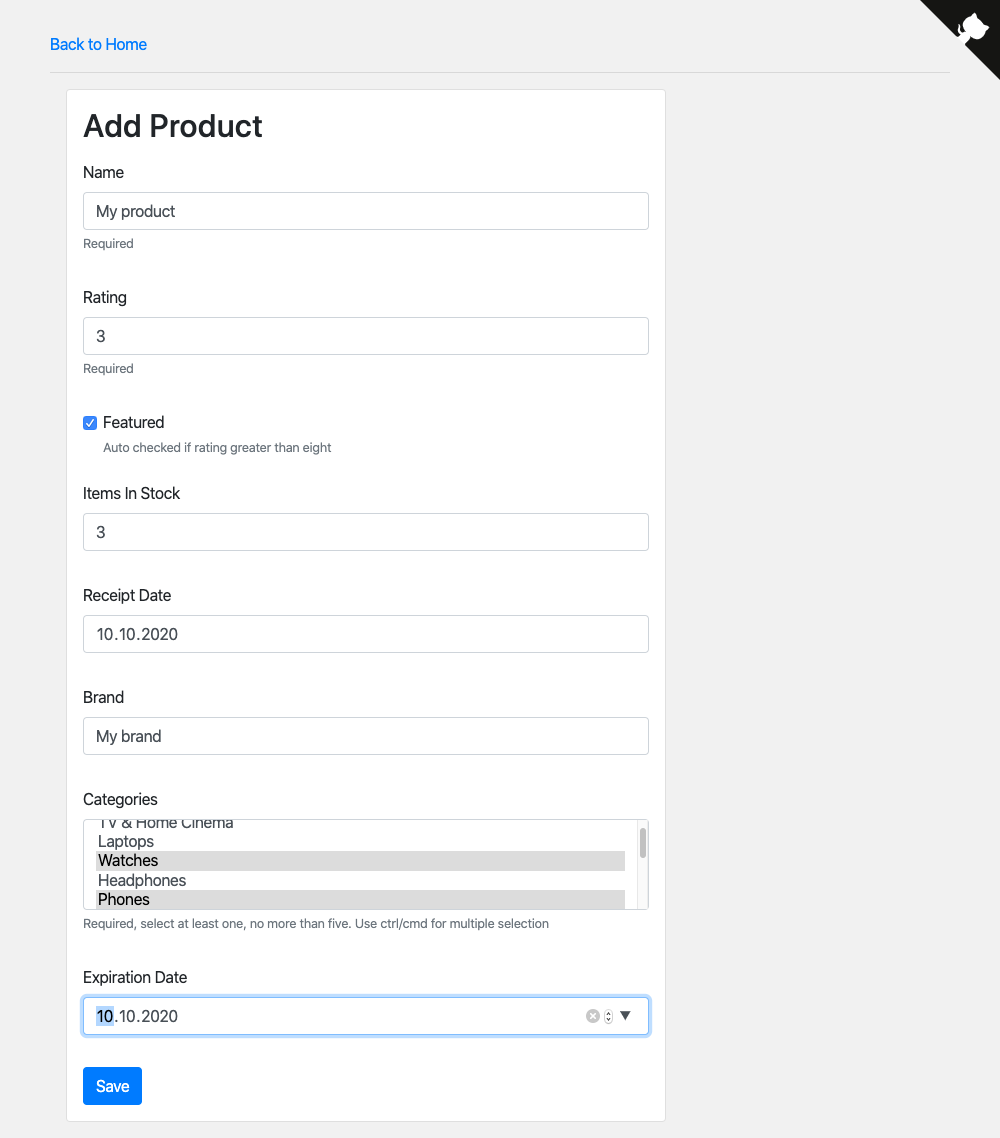 Back to Home
Add Product
Name
My product
Required
Rating
3
Required
Featured
Auto checked if rating greater than eight
Items In Stock
3
Receipt Date
10.10.2020
Brand
My brand
Categories
TV & Home Cinema
Laptops
Watches
Headphones
Phones
Required, select at least one, no more than five. Use ctrl/cmd for multiple selection
Expiration Date
10.10.2020
Save